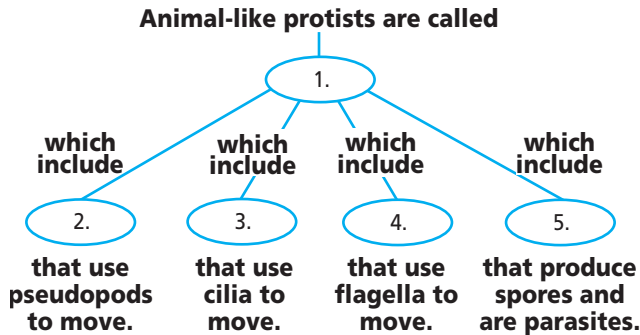 Animal-like protists are called
1.
which include
which include
which include
which include
2.
3.
4.
5.
that use pseudopods to move.
that use cilia to move.
that use flagella to move.
that produce spores and are parasites.